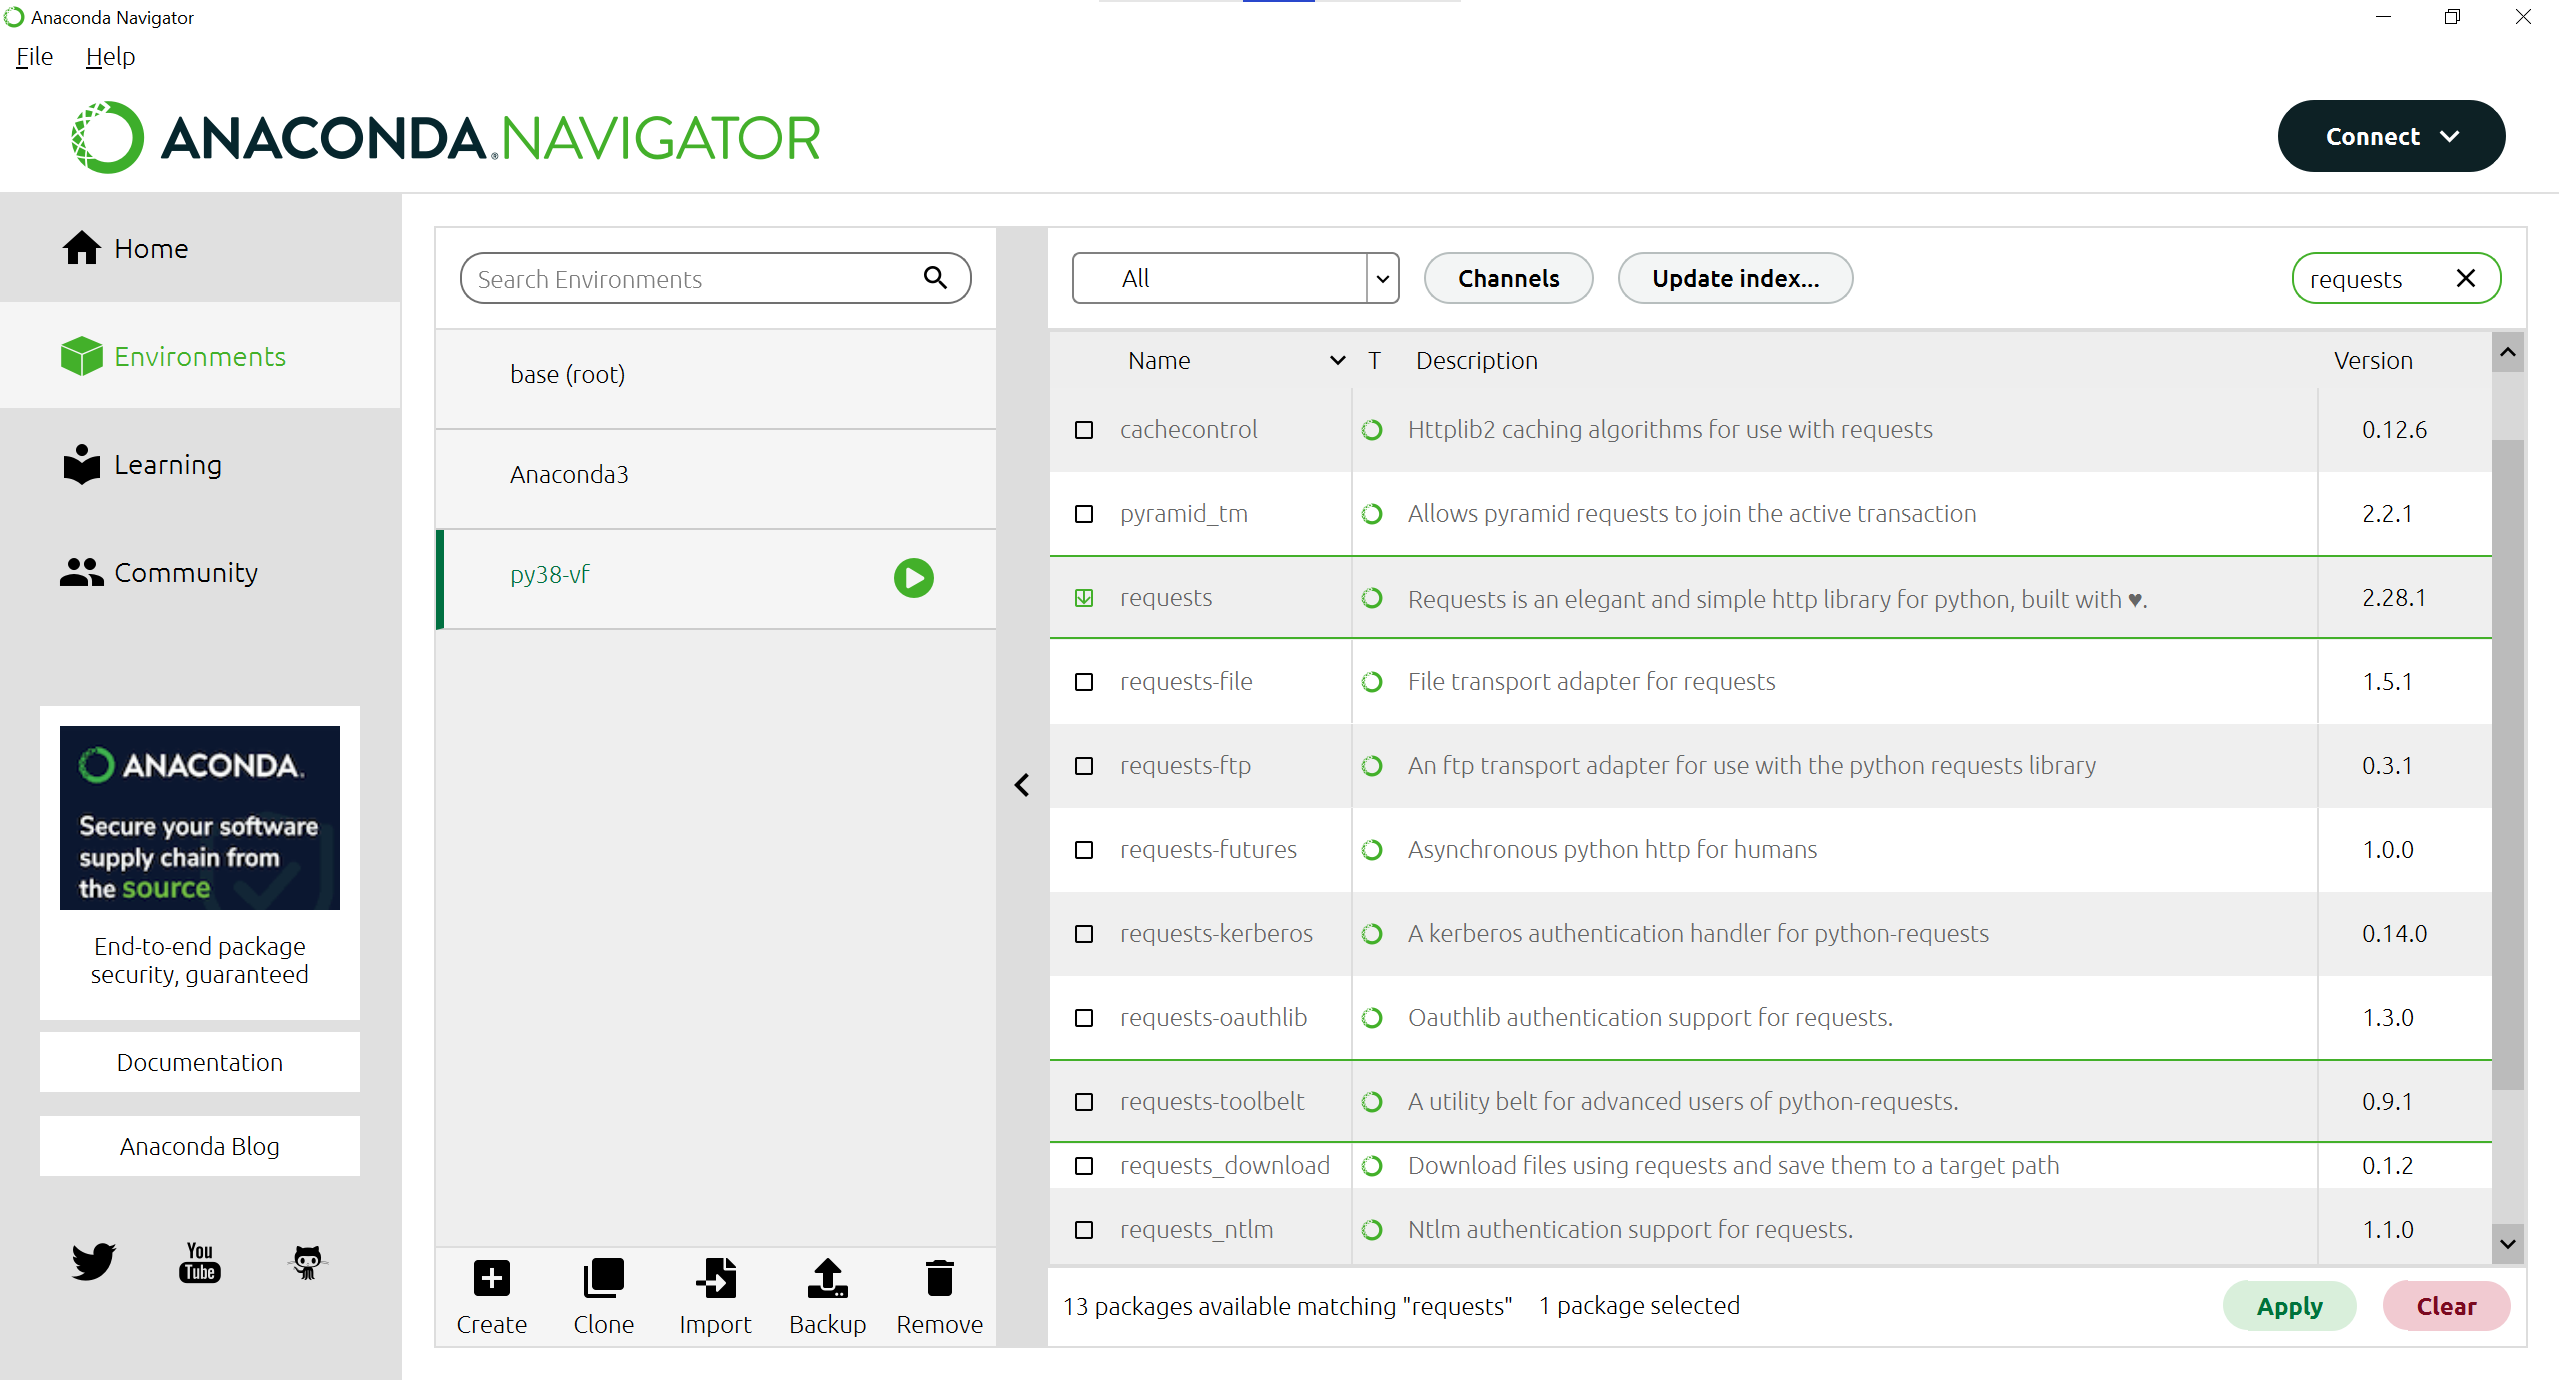 Anaconda Navigator
File Help
ANACONDA.NAVIGATOR
Connect
Home
Environments
Learning
Community
ANACONDA.
Secure your software
supply chain from
the source
End-to-end package
security, guaranteed
Documentation
Anaconda Blog
You
Tube
Search Environments
base (root)
Anaconda3
py38-vf
Create Clone Import Backup Remove
All Channels Update index... requests
Name T Description Version
cachecontrol Httplib2 caching algorithms for use with requests 0.12.6
pyramid_tm Allows pyramid requests to join the active transaction 2.2.1
requests Requests is an elegant and simple http library for python, built with ♥. 2.28.1
requests-file File transport adapter for requests 1.5.1
requests-ftp An ftp transport adapter for use with the python requests library 0.3.1
requests-futures Asynchronous python http for humans 1.0.0
requests-kerberos A kerberos authentication handler for python-requests 0.14.0
requests-oauthlib Oauthlib authentication support for requests. 1.3.0
requests-toolbelt A utility belt for advanced users of python-requests. 0.9.1
requests_download Download files using requests and save them to a target path 0.1.2
requests_ntlm Ntlm authentication support for requests. 1.1.0
13 packages available matching "requests" 1 package selected Apply Clear